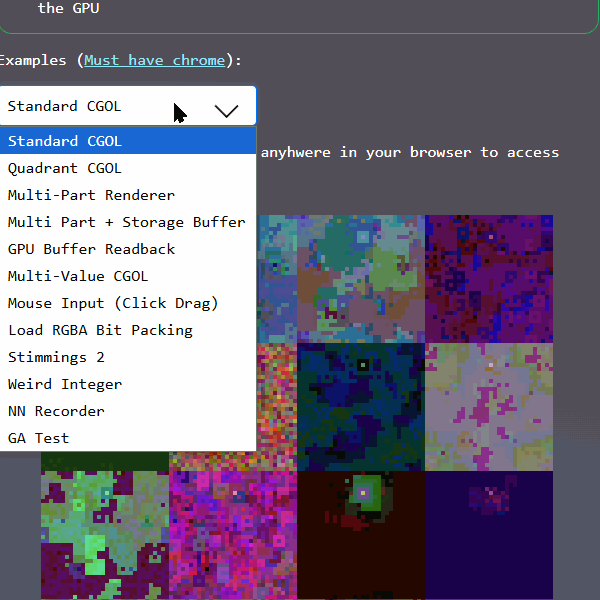 the GPU
Examples (Must have chrome):
Standard CGOL
Standard CGOL
Quadrant CGOL
anyhwere in your browser to access
Multi-Part Renderer
Multi Part + Storage Buffer
GPU Buffer Readback
Multi-Value CGOL
Mouse Input (Click Drag)
Load RGBA Bit Packing
Stimmings 2
Weird Integer
NN Recorder
GA Test